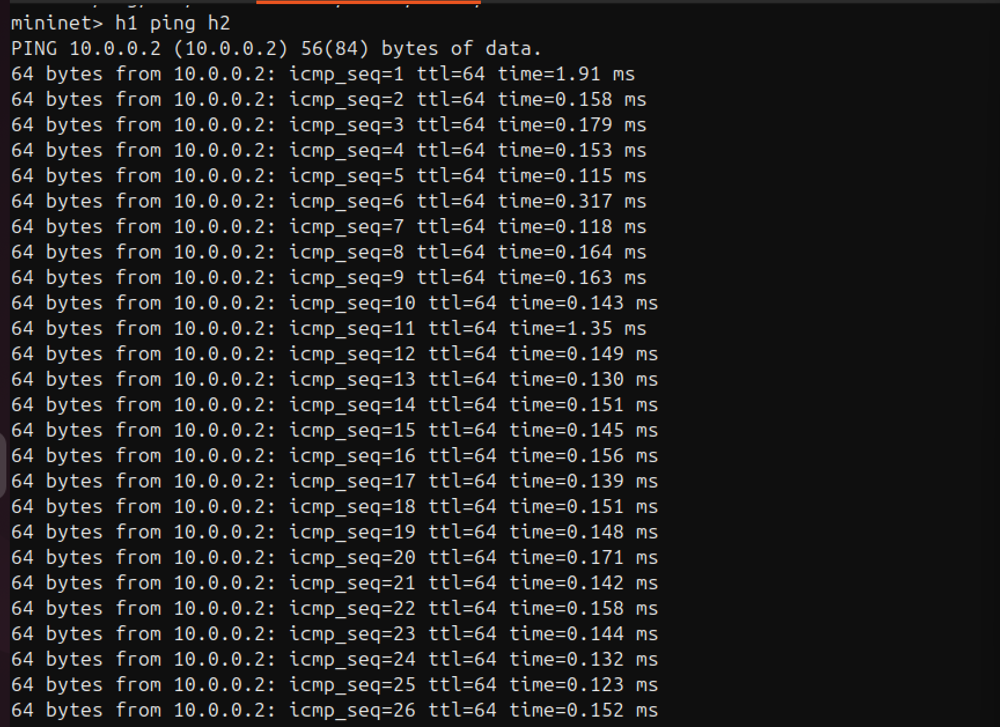 mininet> h1 ping h2
PING 10.0.0.2 (10.0.0.2) 56(84) bytes of data.
64 bytes from 10.0.0.2: icmp_seq=1 ttl=64 time=1.91 ms
64 bytes from 10.0.0.2: icmp_seq=2 ttl=64 time=0.158 ms
64 bytes from 10.0.0.2: icmp_seq=3 ttl=64 time=0.179 ms
64 bytes from 10.0.0.2: icmp_seq=4 ttl=64 time=0.153 ms
64 bytes from 10.0.0.2: icmp_seq=5 ttl=64 time=0.115 ms
64 bytes from 10.0.0.2: icmp_seq=6 ttl=64 time=0.317 ms
64 bytes from 10.0.0.2: icmp_seq=7 ttl=64 time=0.118 ms
64 bytes from 10.0.0.2: icmp_seq=8 ttl=64 time=0.164 ms
64 bytes from 10.0.0.2: icmp_seq=9 ttl=64 time=0.163 ms
64 bytes from 10.0.0.2: icmp_seq=10 ttl=64 time=0.143 ms
64 bytes from 10.0.0.2: icmp_seq=11 ttl=64 time=1.35 ms
64 bytes from 10.0.0.2: icmp_seq=12 ttl=64 time=0.149 ms
64 bytes from 10.0.0.2: icmp_seq=13 ttl=64 time=0.130 ms
64 bytes from 10.0.0.2: icmp_seq=14 ttl=64 time=0.151 ms
64 bytes from 10.0.0.2: icmp_seq=15 ttl=64 time=0.145 ms
64 bytes from 10.0.0.2: icmp_seq=16 ttl=64 time=0.156 ms
64 bytes from 10.0.0.2: icmp_seq=17 ttl=64 time=0.139 ms
64 bytes from 10.0.0.2: icmp_seq=18 ttl=64 time=0.151 ms
64 bytes from 10.0.0.2: icmp_seq=19 ttl=64 time=0.148 ms
64 bytes from 10.0.0.2: icmp_seq=20 ttl=64 time=0.171 ms
64 bytes from 10.0.0.2: icmp_seq=21 ttl=64 time=0.142 ms
64 bytes from 10.0.0.2: icmp_seq=22 ttl=64 time=0.158 ms
64 bytes from 10.0.0.2: icmp_seq=23 ttl=64 time=0.144 ms
64 bytes from 10.0.0.2: icmp_seq=24 ttl=64 time=0.132 ms
64 bytes from 10.0.0.2: icmp_seq=25 ttl=64 time=0.123 ms
64 bytes from 10.0.0.2: icmp_seq=26 ttl=64 time=0.152 ms